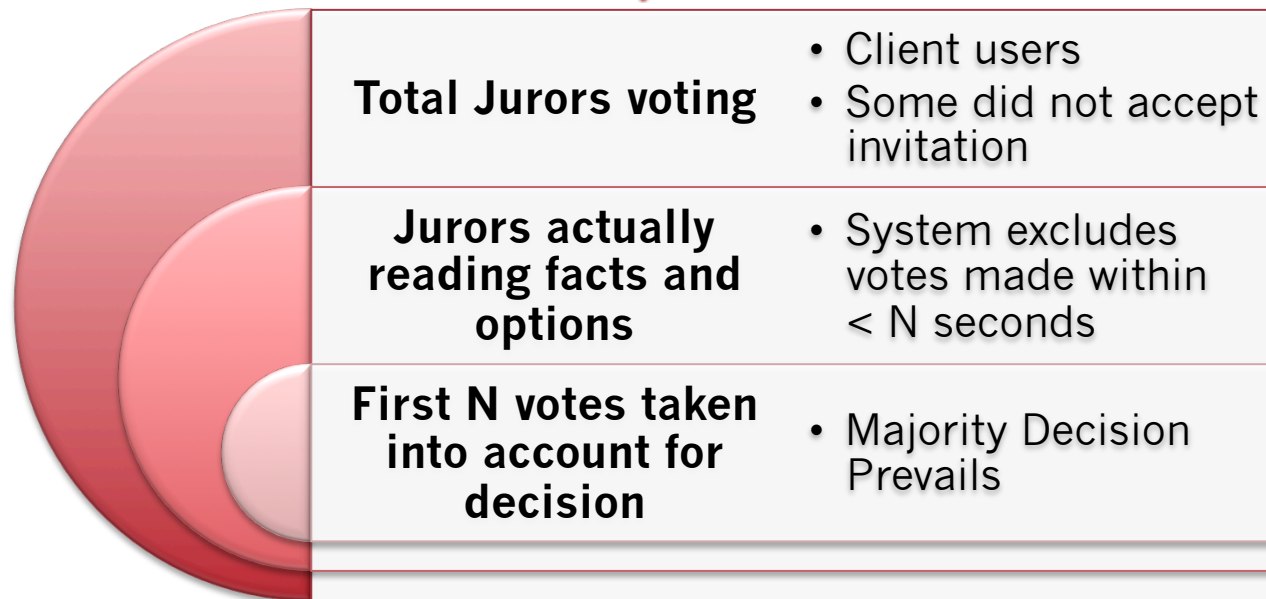 Total Jurors voting
• Client users
• Some did not accept
invitation
Jurors actually
reading facts and
options
• System excludes
votes made within
< N seconds
First N votes taken
into account for
decision
• Majority Decision
Prevails